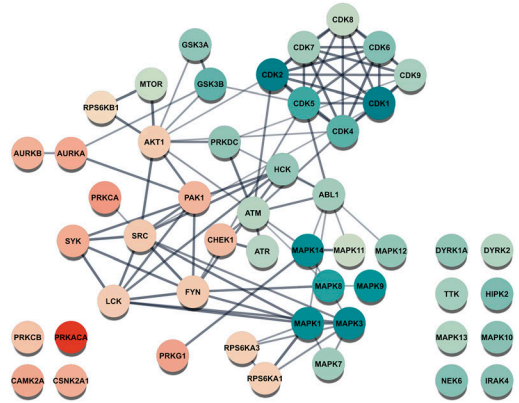 CDK8
GSK3A
CDK7
CDK6
MTOR
GSK3B
CDK2
CDK9
RPS6KB1
CDK5
CDK1
AKT1
PRKDC
CDK4
AURKB
AURKA
HCK
PRKCA
PAK1
ABL1
ATM
SYK
SRC
CHEK1
ATR
MAPK14
MAPK11
MAPK12
DYRK1A
DYRK2
LCK
FYN
MAPK8
MAPK9
TTK
HIPK2
MAPK1
MAPK3
PRKCB
PRKACA
RPS6KA3
MAPK13
MAPK10
PRKG1
MAPK7
CAMK2A
CSNK2A1
RPS6KA1
NEK6
IRAK4